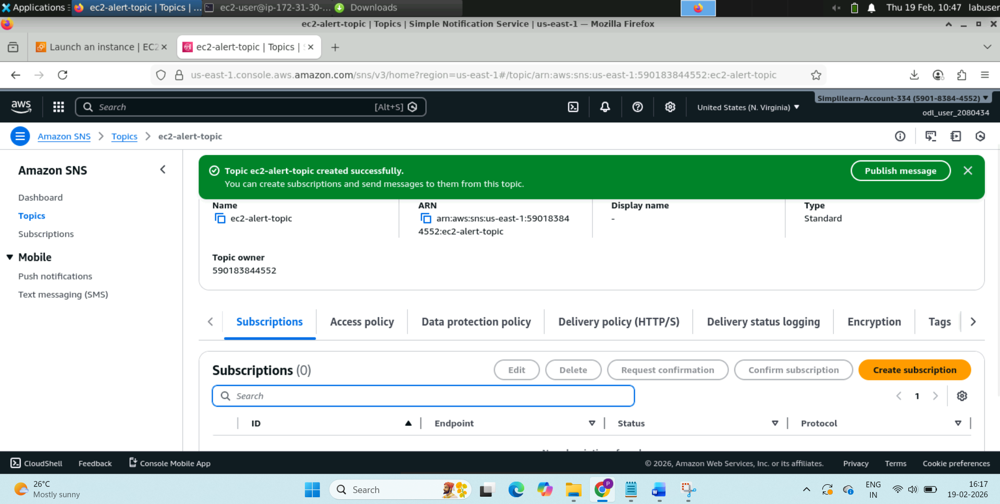 Applications
ec2-alert-topic | Topics | ...
ec2-user@ip-172-31-30-...
Downloads
Thu 19 Feb, 10:47
labuser
ec2-alert-topic | Topics | Simple Notification Service | us-east-1 — Mozilla Firefox
Launch an instance | EC2
ec2-alert-topic | Topics |
us-east-1.console.aws.amazon.com/sns/v3/home?region=us-east-1#/topic/arn:aws:sns:us-east-1:590183844552:ec2-alert-topic
aws
Search
[Alt+S]
United States (N. Virginia)
Simplilearn-Account-334 (5901-8384-4552)
odl_user_2080434
Amazon SNS
Topics
ec2-alert-topic
Amazon SNS
Dashboard
Topics
Subscriptions
Mobile
Push notifications
Text messaging (SMS)
Topic ec2-alert-topic created successfully.
You can create subscriptions and send messages to them from this topic.
Publish message
Name
ec2-alert-topic
ARN
arn:aws:sns:us-east-1:59018384
4552:ec2-alert-topic
Display name
-
Type
Standard
Topic owner
590183844552
Subscriptions
Access policy
Data protection policy
Delivery policy (HTTP/S)
Delivery status logging
Encryption
Tags
Subscriptions (0)
Edit
Delete
Request confirmation
Confirm subscription
Create subscription
Search
1
ID
Endpoint
Status
Protocol
CloudShell
Feedback
Console Mobile App
© 2026, Amazon Web Services, Inc. or its affiliates.
Privacy
Terms
Cookie preferences
26°C
Mostly sunny
Search
P
W
ENG
IN
16:17
19-02-2026